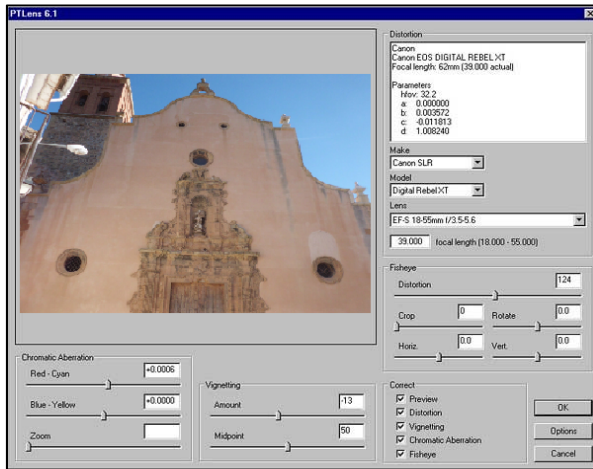 PTLens 6.1
Distortion
Canon
Canon EOS DIGITAL REBEL XT
Focal length: 62mm (39.000 actual)
Parameters
hfov: 32.2
a: 0.000000
b: 0.003572
c: -0.011813
d: 1.008240
Make
Canon SLR
Model
Digital Rebel XT
Lens
EF-S 18-55mm f/3.5-5.6
39.000 focal length (18.000 - 55.000)
Fisheye
Distortion 124
Crop 0 Rotate 0.0
Horiz. 0.0 Vert. 0.0
Chromatic Aberration
Red - Cyan +0.0006
Blue - Yellow +0.0000
Zoom
Vignetting
Amount -13
Midpoint 50
Correct
Preview
Distortion
Vignetting
Chromatic Aberration
Fisheye
OK
Options
Cancel